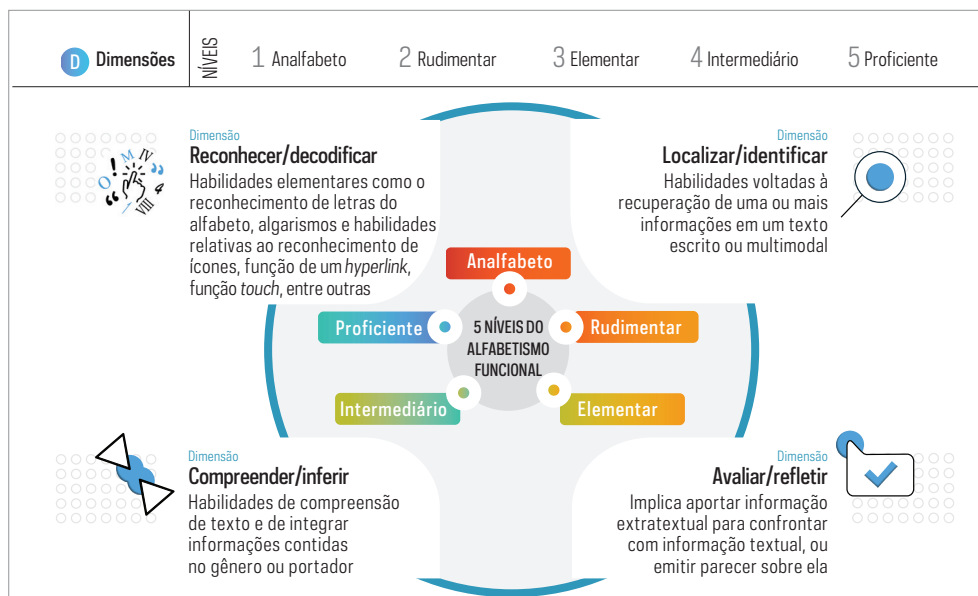 D Dimensões
NÍVEIS
1 Analfabeto
2 Rudimentar
3 Elementar
4 Intermediário
5 Proficiente
Dimensão
Reconhecer/decodificar
Habilidades elementares como o
reconhecimento de letras do
alfabeto, algarismos e habilidades
relativas ao reconhecimento de
ícones, função de um hyperlink,
função touch, entre outras
Dimensão
Localizar/identificar
Habilidades voltadas à
recuperação de uma ou mais
informações em um texto
escrito ou multimodal
O ! M IV
“ ” 4
VIII
Analfabeto
Proficiente
5 NÍVEIS DO
ALFABETISMO
FUNCIONAL
Rudimentar
Intermediário
Elementar
Dimensão
Compreender/inferir
Habilidades de compreensão
de texto e de integrar
informações contidas
no gênero ou portador
Dimensão
Avaliar/refletir
Implica aportar informação
extratextual para confrontar
com informação textual, ou
emitir parecer sobre ela